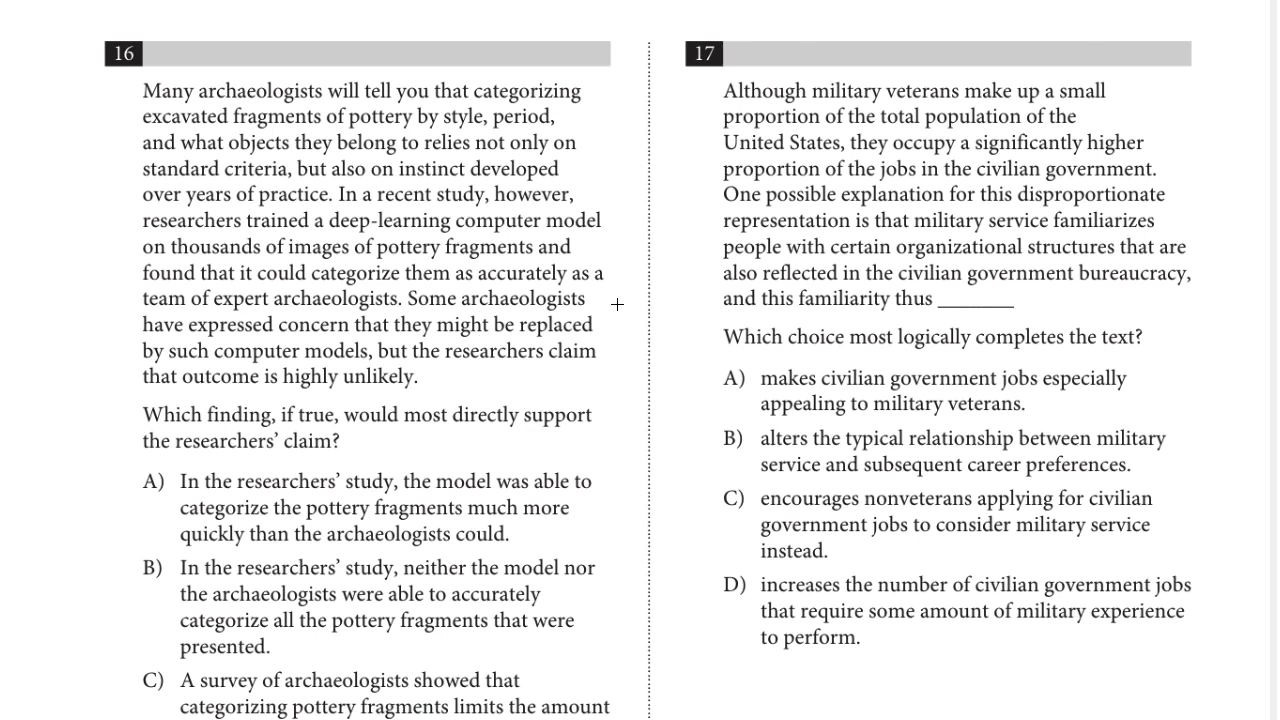 16
Many archaeologists will tell you that categorizing
excavated fragments of pottery by style, period,
and what objects they belong to relies not only on
standard criteria, but also on instinct developed
over years of practice. In a recent study, however,
researchers trained a deep-learning computer model
on thousands of images of pottery fragments and
found that it could categorize them as accurately as a
team of expert archaeologists. Some archaeologists
have expressed concern that they might be replaced
by such computer models, but the researchers claim
that outcome is highly unlikely.
Which finding, if true, would most directly support
the researchers’ claim?
A) In the researchers’ study, the model was able to
categorize the pottery fragments much more
quickly than the archaeologists could.
B) In the researchers’ study, neither the model nor
the archaeologists were able to accurately
categorize all the pottery fragments that were
presented.
C) A survey of archaeologists showed that
categorizing pottery fragments limits the amount
17
Although military veterans make up a small
proportion of the total population of the
United States, they occupy a significantly higher
proportion of the jobs in the civilian government.
One possible explanation for this disproportionate
representation is that military service familiarizes
people with certain organizational structures that are
also reflected in the civilian government bureaucracy,
and this familiarity thus _______
Which choice most logically completes the text?
A) makes civilian government jobs especially
appealing to military veterans.
B) alters the typical relationship between military
service and subsequent career preferences.
C) encourages nonveterans applying for civilian
government jobs to consider military service
instead.
D) increases the number of civilian government jobs
that require some amount of military experience
to perform.